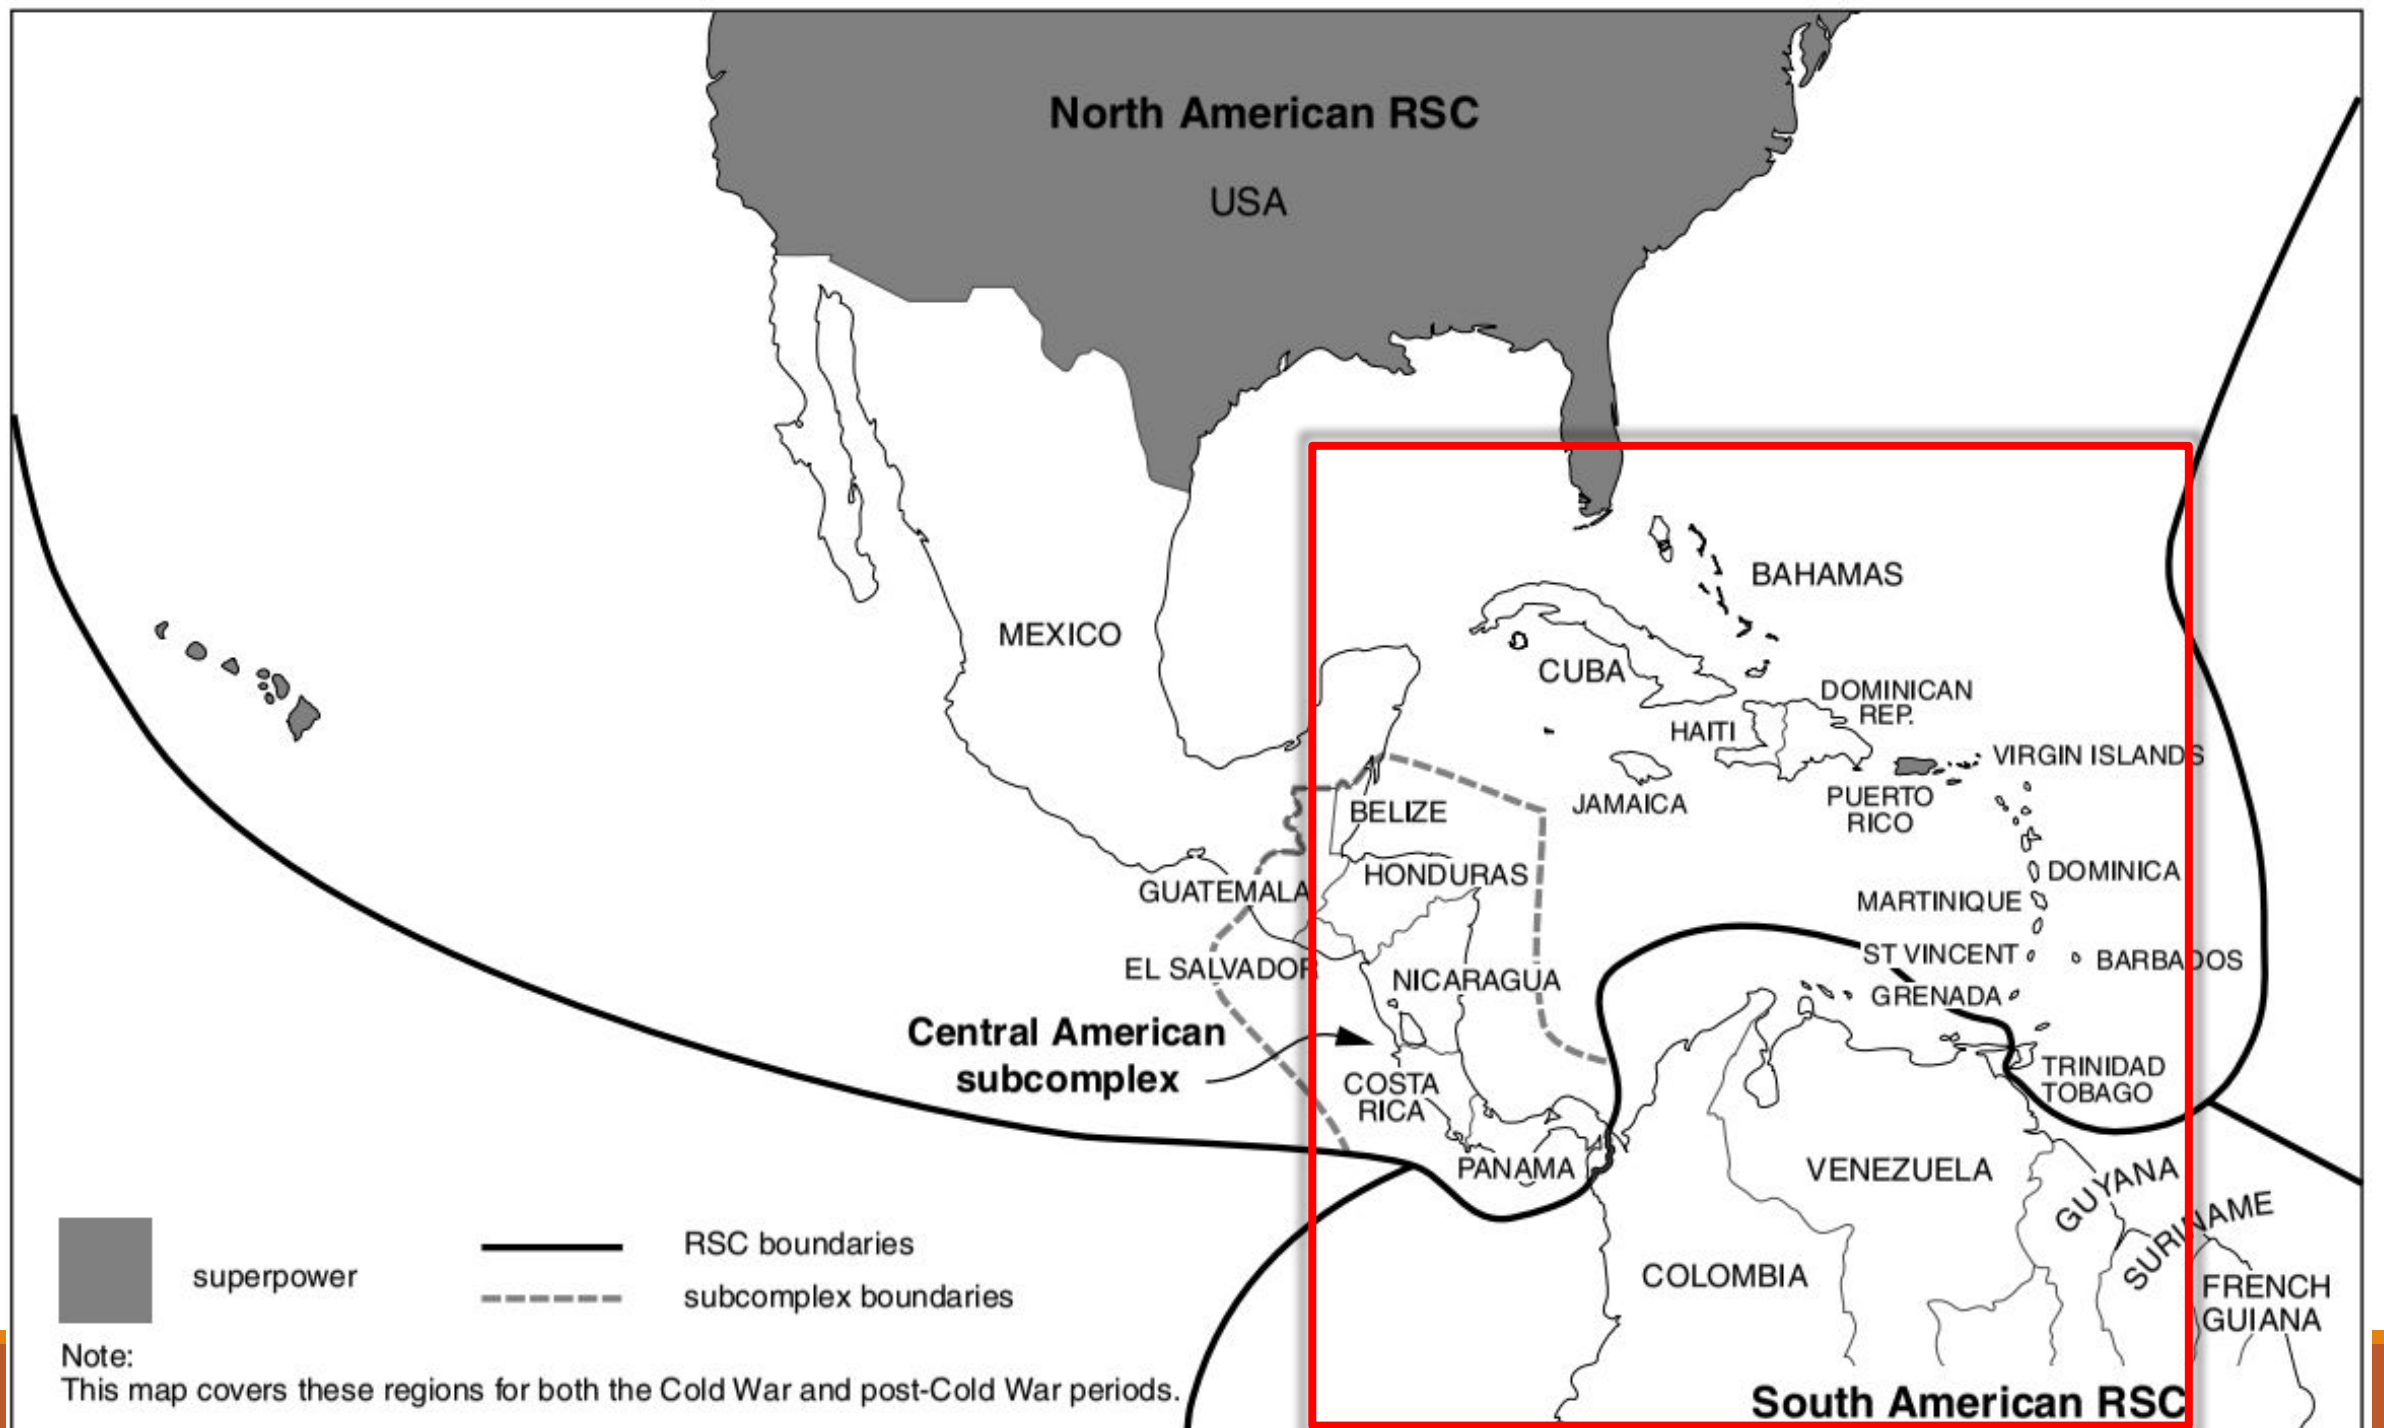 North American RSC
USA
MEXICO
BAHAMAS
CUBA
DOMINICAN
REP.
HAITI
VIRGIN ISLANDS
JAMAICA
PUERTO
RICO
BELIZE
HONDURAS
DOMINICA
GUATEMALA
MARTINIQUE
ST VINCENT
BARBADOS
EL SALVADOR
NICARAGUA
GRENADA
Central American
subcomplex
COSTA
RICA
TRINIDAD
TOBAGO
PANAMA
VENEZUELA
GUYANA
SURINAME
COLOMBIA
FRENCH
GUIANA
superpower
RSC boundaries
subcomplex boundaries
Note:
This map covers these regions for both the Cold War and post-Cold War periods.
South American RSC